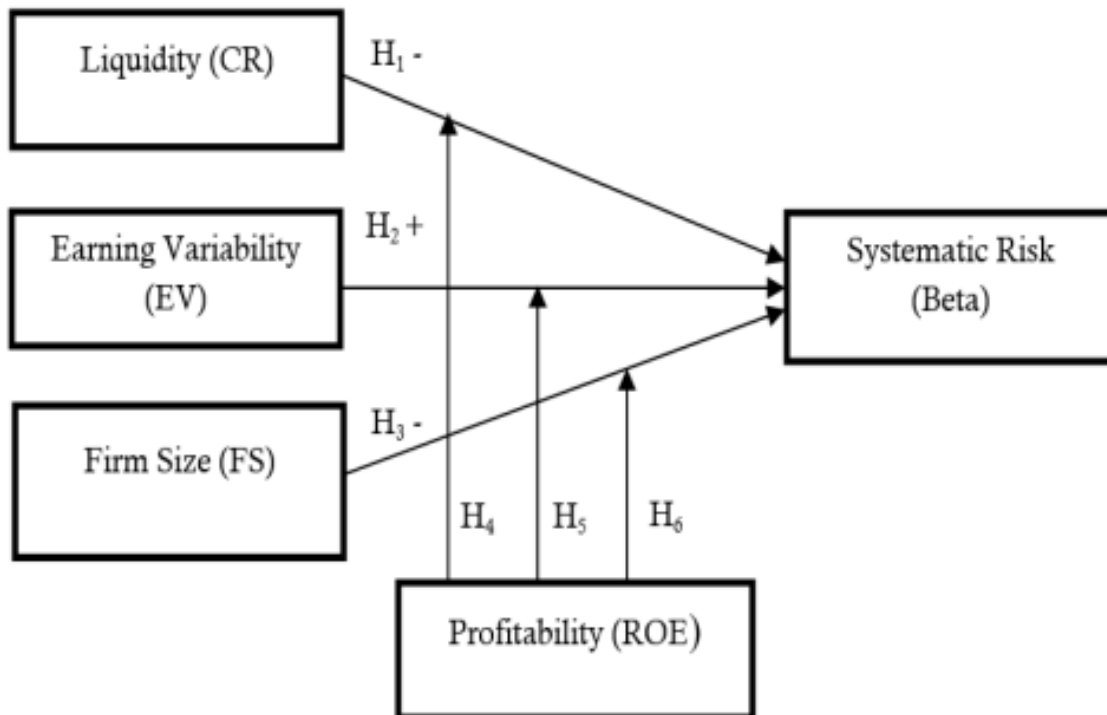 Liquidity (CR)
H₁ -
Earning Variability
(EV)
H₂ +
Systematic Risk
(Beta)
Firm Size (FS)
H₃ -
H₄
H₅
H₆
Profitability (ROE)